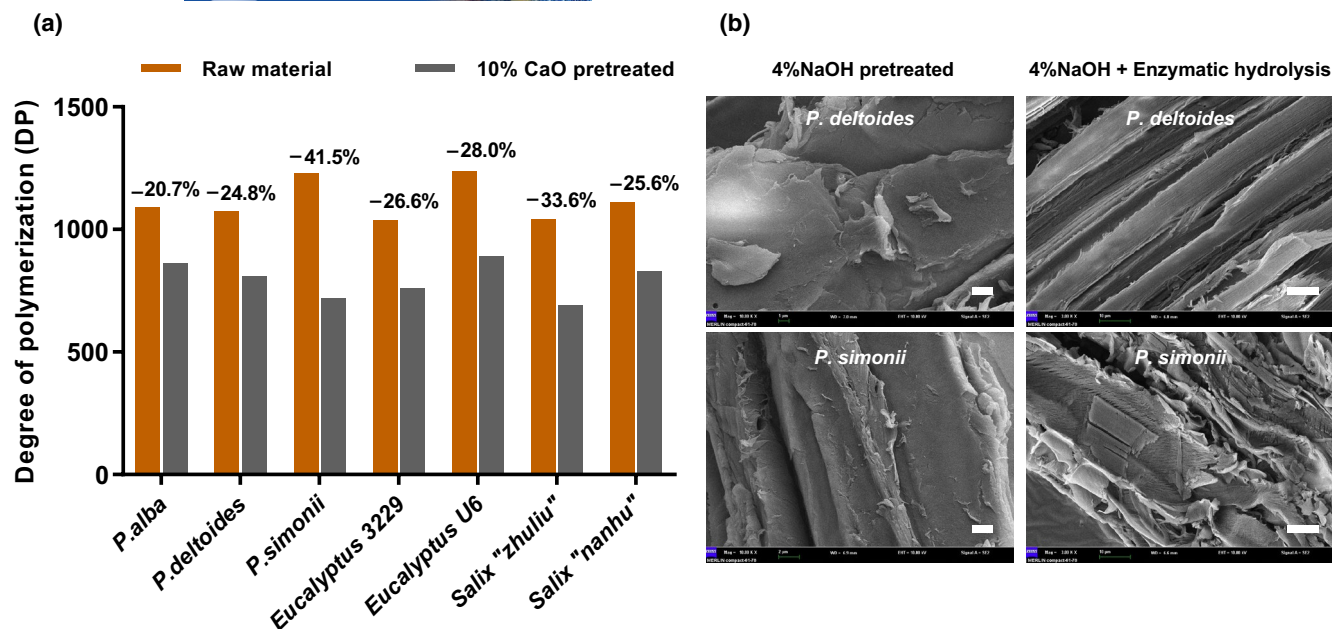 (a)
Raw material
10% CaO pretreated
Degree of polymerization (DP)
1500
1000
500
0
−20.7%
−24.8%
−41.5%
−26.6%
−28.0%
−33.6%
−25.6%
P.alba
P.deltoides
P.simonii
Eucalyptus 3229
Eucalyptus U6
Salix "zhuliu"
Salix "nanhu"
(b)
4%NaOH pretreated
4%NaOH + Enzymatic hydrolysis
P. deltoides
P. deltoides
P. simonii
P. simonii